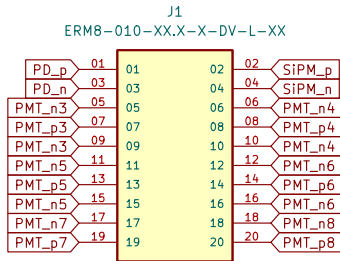 J1
ERM8-010-XX.X-X-DV-L-XX
PD_p 01 01 02 02 SiPM_p
PD_n 03 03 04 04 SiPM_n
PMT_n3 05 05 06 06 PMT_n4
PMT_p3 07 07 08 08 PMT_p4
PMT_n3 09 09 10 10 PMT_n4
PMT_n5 11 11 12 12 PMT_n6
PMT_p5 13 13 14 14 PMT_p6
PMT_n5 15 15 16 16 PMT_n6
PMT_n7 17 17 18 18 PMT_n8
PMT_p7 19 19 20 20 PMT_p8